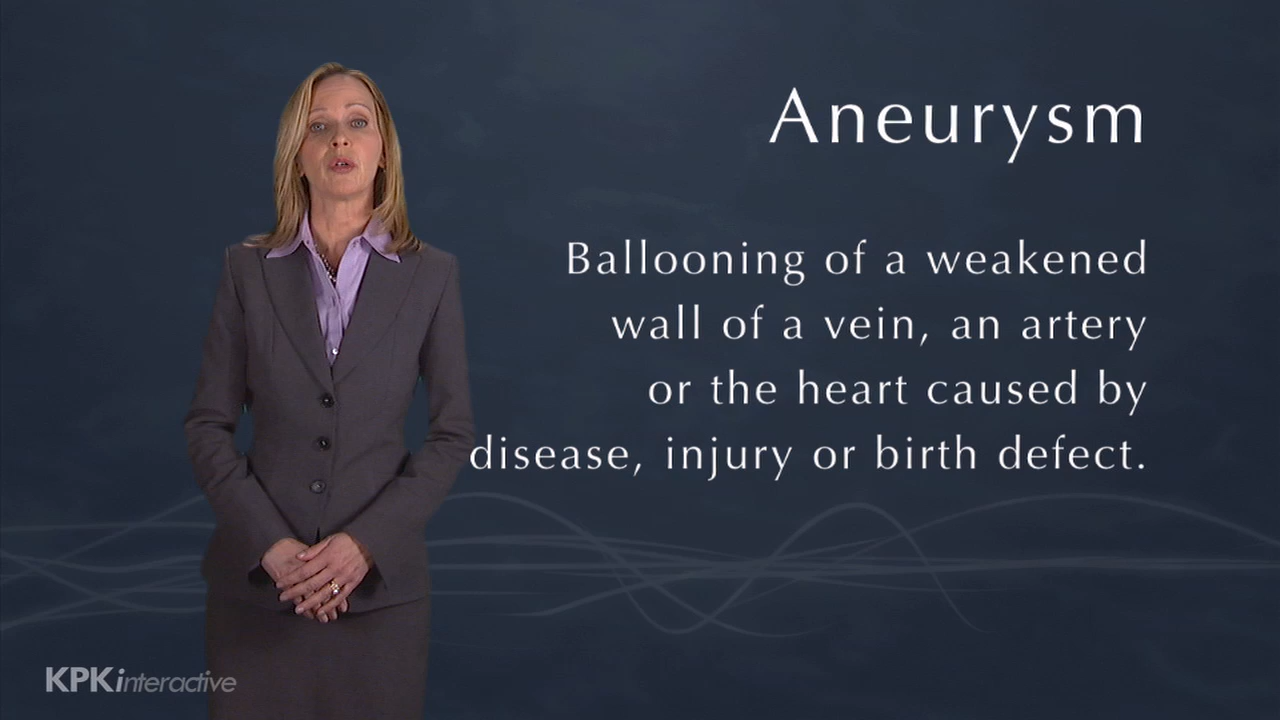 Aneurysm
Ballooning of a weakened
wall of a vein, an artery
or the heart caused by
disease, injury or birth defect.
KPKinteractive